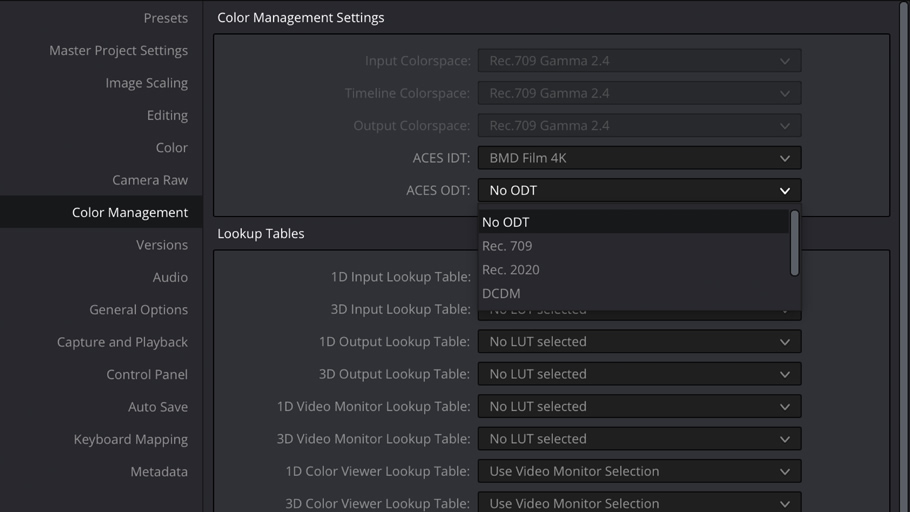 Presets
Master Project Settings
Image Scaling
Editing
Color
Camera Raw
Color Management
Versions
Audio
General Options
Capture and Playback
Control Panel
Auto Save
Keyboard Mapping
Metadata
Color Management Settings
Input Colorspace: Rec.709 Gamma 2.4
Timeline Colorspace: Rec.709 Gamma 2.4
Output Colorspace: Rec.709 Gamma 2.4
ACES IDT: BMD Film 4K
ACES ODT: No ODT
No ODT
Rec. 709
Rec. 2020
DCDM
Lookup Tables
1D Input Lookup Table:
3D Input Lookup Table: No LUT selected
1D Output Lookup Table: No LUT selected
3D Output Lookup Table: No LUT selected
1D Video Monitor Lookup Table: No LUT selected
3D Video Monitor Lookup Table: No LUT selected
1D Color Viewer Lookup Table: Use Video Monitor Selection
3D Color Viewer Lookup Table: Use Video Monitor Selection